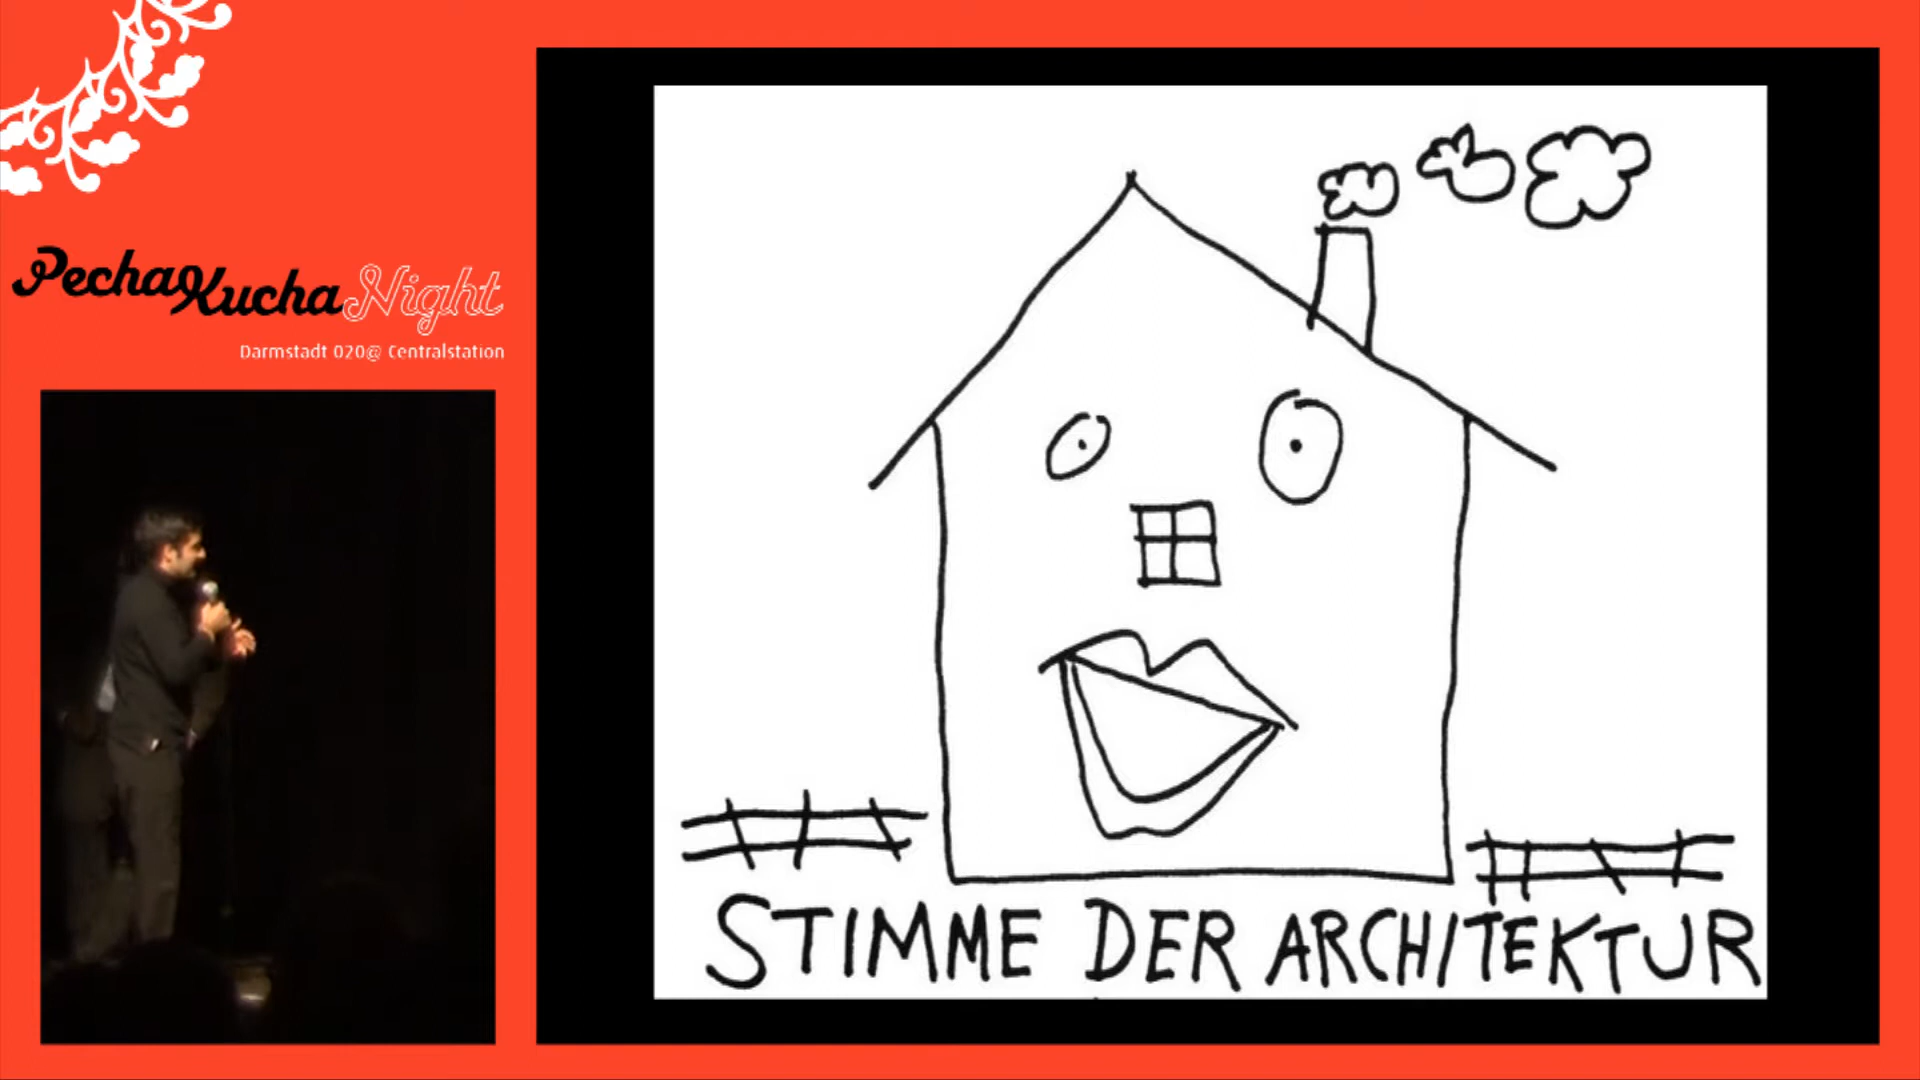 PechaKuchaNight
Darmstadt 020@ Centralstation
STIMME DER ARCHITEKTUR